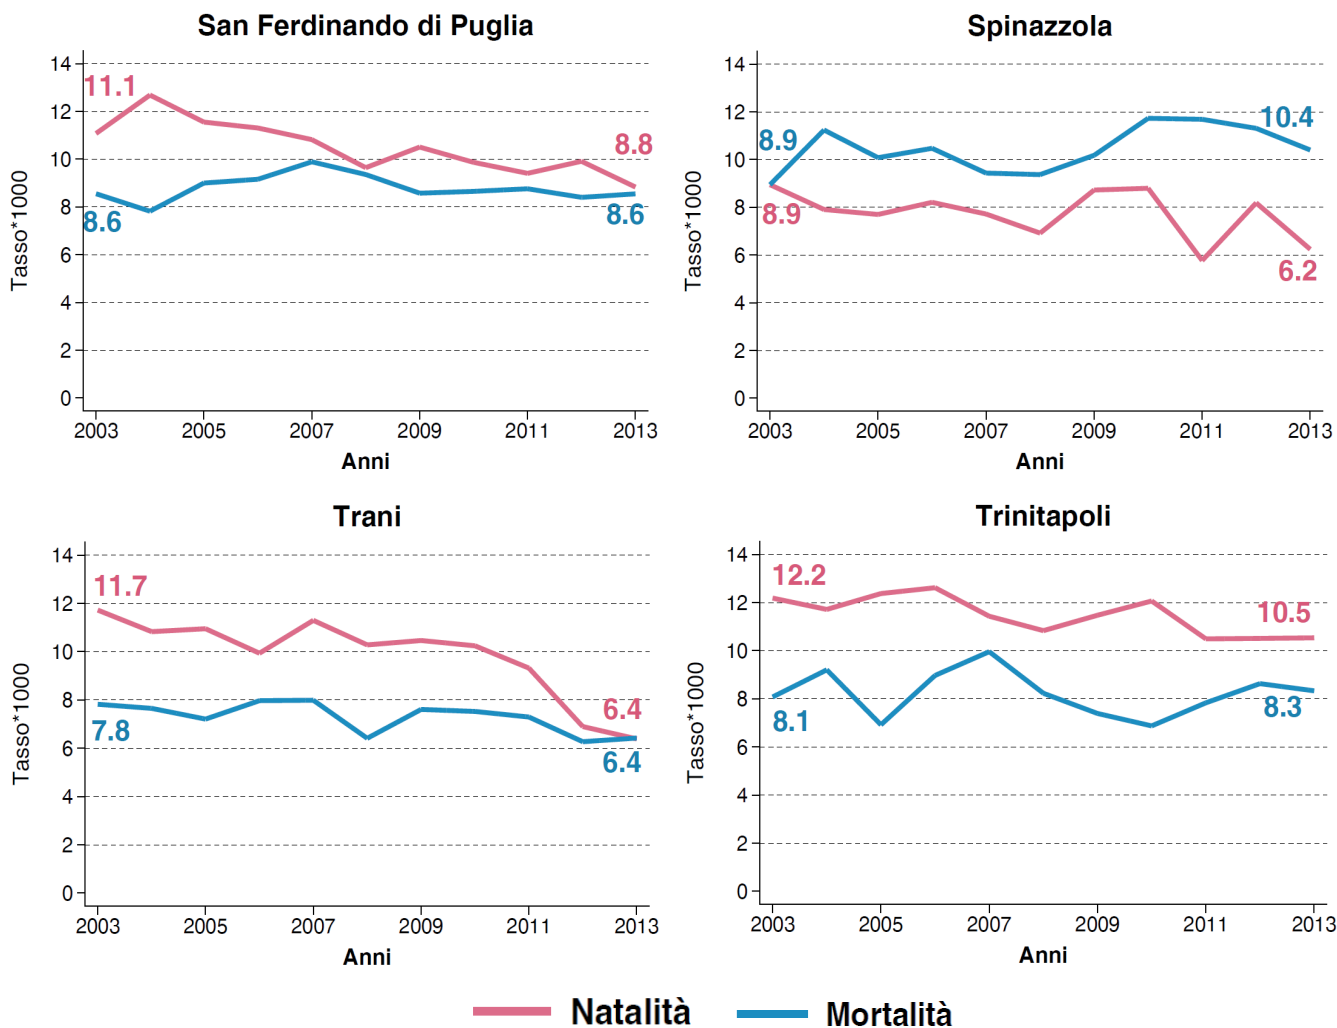 San Ferdinando di Puglia
14
12
10
8
6
4
2
0
Tasso*1000
11.1
8.6
8.8
8.6
2003 2005 2007 2009 2011 2013
Anni
Spinazzola
14
12
10
8
6
4
2
0
Tasso*1000
8.9
8.9
10.4
6.2
2003 2005 2007 2009 2011 2013
Anni
Trani
14
12
10
8
6
4
2
0
Tasso*1000
11.7
7.8
6.4
6.4
2003 2005 2007 2009 2011 2013
Anni
Trinitapoli
14
12
10
8
6
4
2
0
Tasso*1000
12.2
8.1
10.5
8.3
2003 2005 2007 2009 2011 2013
Anni
Natalità Mortalità